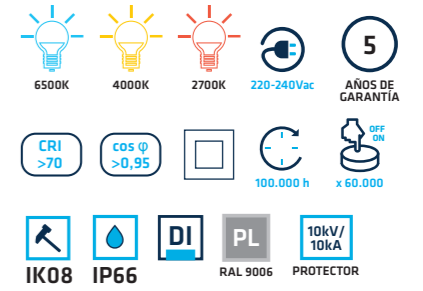 6500K
4000K
2700K
220-240Vac
5
AÑOS DE
GARANTÍA
CRI
>70
cos φ
>0,95
100.000 h
OFF
ON
x 60.000
IK08
IP66
DI
PL
RAL 9006
10kV/
10kA
PROTECTOR